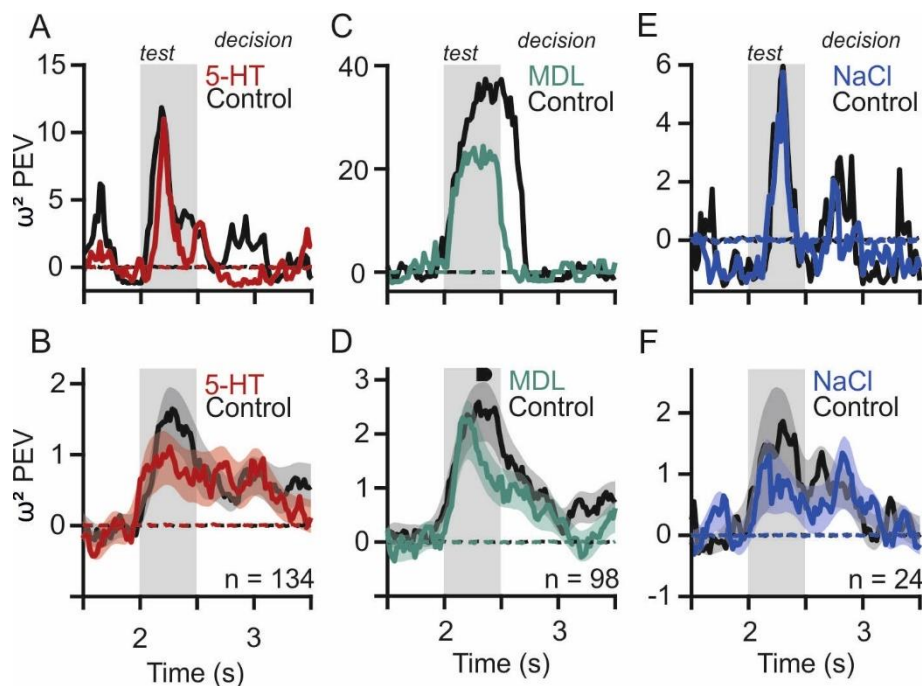 A
test
decision
5-HT
Control
15
10
5
0
ω² PEV
C
test
decision
MDL
Control
40
20
0
E
test
decision
NaCl
Control
6
4
2
0
ω² PEV
B
5-HT
Control
2
1
0
ω² PEV
n = 134
2
3
Time (s)
D
MDL
Control
3
2
1
0
n = 98
2
3
Time (s)
F
NaCl
Control
2
1
0
-1
n = 24
2
3
Time (s)